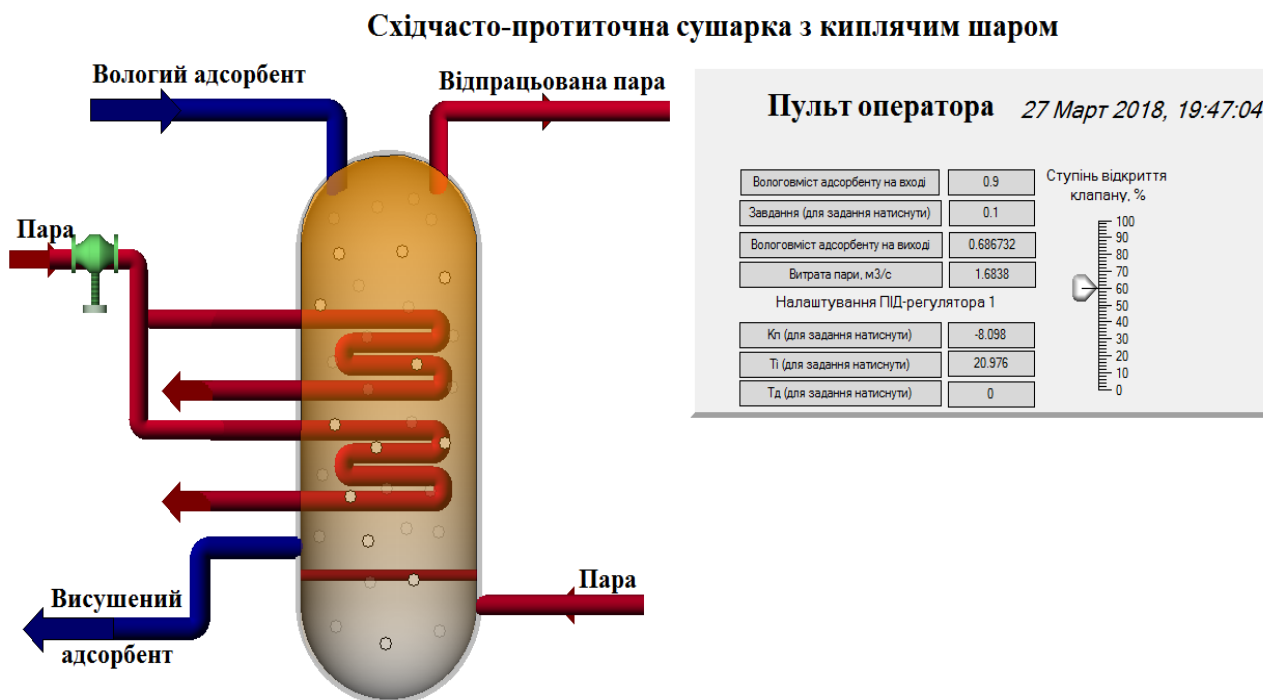 Східчасто-протиточна сушарка з киплячим шаром
Вологий адсорбент
Відпрацьована пара
Пара
Висушений
адсорбент
Пара
Пульт оператора
27 Март 2018, 19:47:04
Вологовміст адсорбенту на вході 0.9
Завдання (для задання натиснути) 0.1
Вологовміст адсорбенту на виході 0.686732
Витрата пари, м3/с 1.6838
Налаштування ПІД-регулятора 1
Кп (для задання натиснути) -8.098
Ті (для задання натиснути) 20.976
Тд (для задання натиснути) 0
Ступінь відкриття
клапану, %
100
90
80
70
60
50
40
30
20
10
0